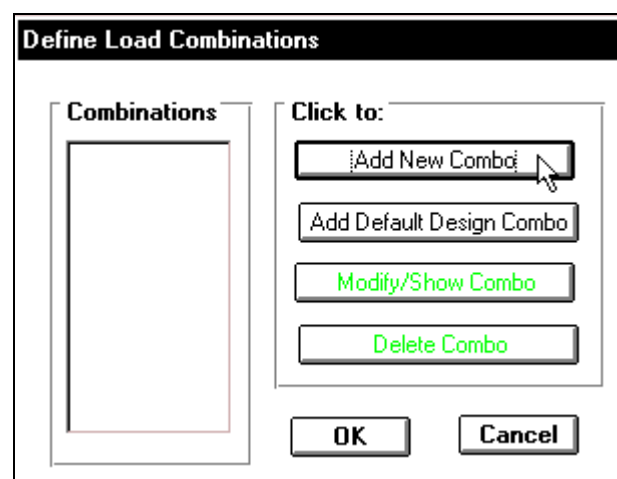 Define Load Combinations
Combinations
Click to:
Add New Combo
Add Default Design Combo
Modify/Show Combo
Delete Combo
OK
Cancel